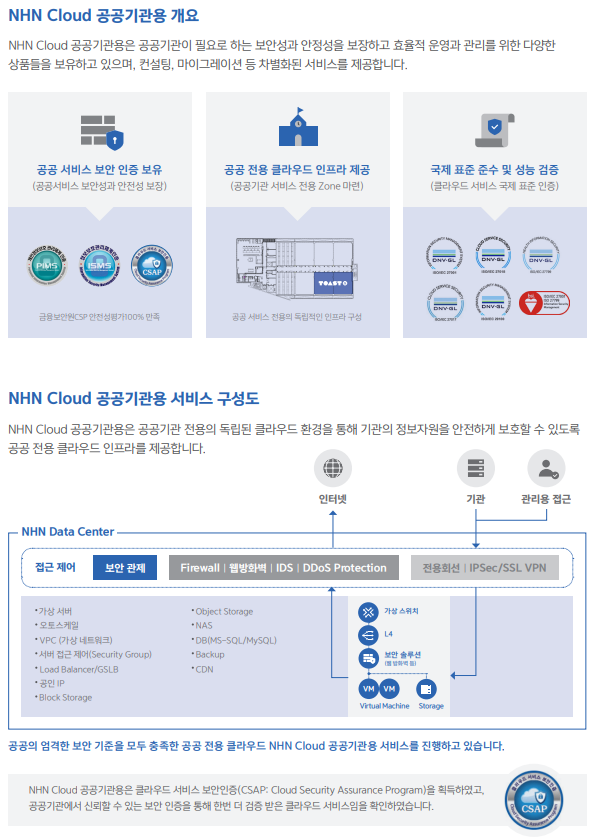 NHN Cloud 공공기관용 개요
NHN Cloud 공공기관용은 공공기관이 필요로 하는 보안성과 안정성을 보장하고 효율적 운영과 관리를 위한 다양한
상품들을 보유하고 있으며, 컨설팅, 마이그레이션 등 차별화된 서비스를 제공합니다.
공공 서비스 보안 인증 보유
(공공서비스 보안성과 안전성 보장)
PIMS
ISMS
CSAP
금융보안원CSP 안전성평가100% 만족
공공 전용 클라우드 인프라 제공
(공공기관 서비스 전용 Zone 마련)
TOAST
공공 서비스 전용의 독립적인 인프라 구성
국제 표준 준수 및 성능 검증
(클라우드 서비스 국제 표준 인증)
DNV·GL
DNV·GL
DNV·GL
DNV·GL
DNV·GL
NHN Cloud 공공기관용 서비스 구성도
NHN Cloud 공공기관용은 공공기관 전용의 독립된 클라우드 환경을 통해 기관의 정보자원을 안전하게 보호할 수 있도록
공공 전용 클라우드 인프라를 제공합니다.
인터넷
기관
관리용 접근
NHN Data Center
접근 제어
보안 관제
Firewall | 웹방화벽 | IDS | DDoS Protection
전용회선 | IPSec/SSL VPN
• 가상 서버
• 오토스케일
• VPC (가상 네트워크)
• 서버 접근 제어(Security Group)
• Load Balancer/GSLB
• 공인 IP
• Block Storage
• Object Storage
• NAS
• DB(MS-SQL/MySQL)
• Backup
• CDN
가상 스위치
L4
보안 솔루션
(웹 방화벽 등)
VM
VM
Virtual Machine
Storage
공공의 엄격한 보안 기준을 모두 충족한 공공 전용 클라우드 NHN Cloud 공공기관용 서비스를 진행하고 있습니다.
NHN Cloud 공공기관용은 클라우드 서비스 보안인증(CSAP: Cloud Security Assurance Program)을 획득하였고,
공공기관에서 신뢰할 수 있는 보안 인증을 통해 한번 더 검증 받은 클라우드 서비스임을 확인하였습니다.
CSAP